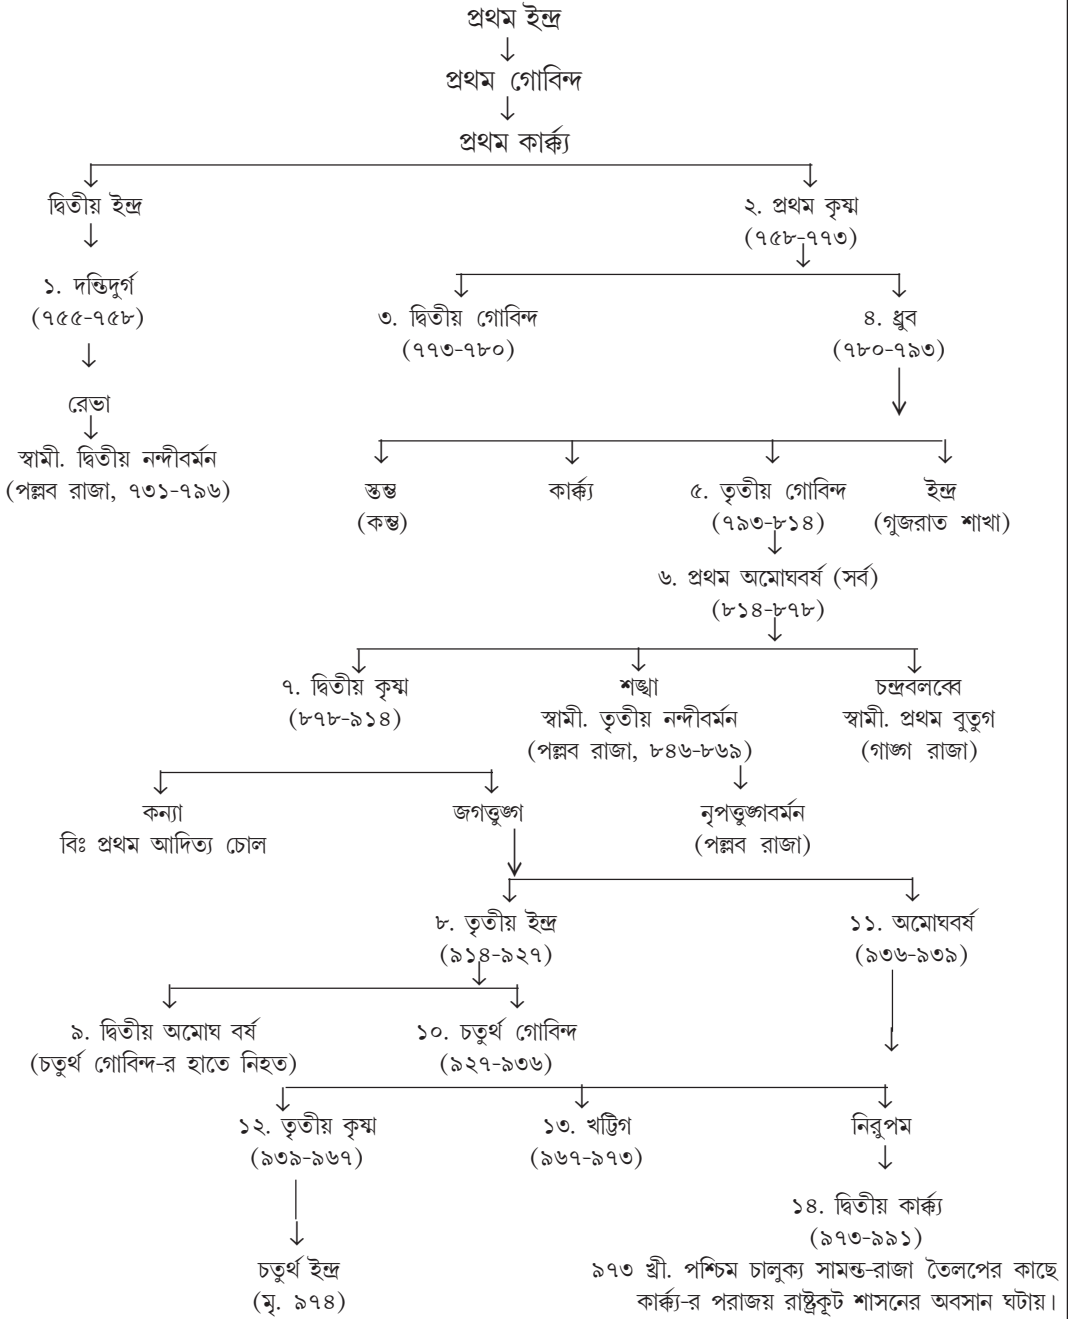 প্রথম ইন্দ্র
প্রথম গোবিন্দ
প্রথম কার্ক্ক্য
দ্বিতীয় ইন্দ্র
২. প্রথম কৃষ্ণ
(৭৫৮-৭৭৩)
১. দন্তিদুর্গ
(৭৫৫-৭৫৮)
৩. দ্বিতীয় গোবিন্দ
(৭৭৩-৭৮০)
৪. ধ্রুব
(৭৮০-৭৯৩)
রেভা
স্বামী. দ্বিতীয় নন্দীবর্মন
(পল্লব রাজা, ৭৩১-৭৯৬)
স্তম্ভ
(কম্ভ)
কার্ক্ক্য
৫. তৃতীয় গোবিন্দ
(৭৯৩-৮১৪)
ইন্দ্র
(গুজরাত শাখা)
৬. প্রথম অমোঘবর্ষ (সর্ব)
(৮১৪-৮৭৮)
৭. দ্বিতীয় কৃষ্ণ
(৮৭৮-৯১৪)
শঙ্খা
স্বামী. তৃতীয় নন্দীবর্মন
(পল্লব রাজা, ৮৪৬-৮৬৯)
চন্দ্রবলব্বে
স্বামী. প্রথম বুতুগ
(গাঙ্গ রাজা)
কন্যা
বিঃ প্রথম আদিত্য চোল
জগত্তুঙ্গ
নৃপত্তুঙ্গবর্মন
(পল্লব রাজা)
৮. তৃতীয় ইন্দ্র
(৯১৪-৯২৭)
১১. অমোঘবর্ষ
(৯৩৬-৯৩৯)
৯. দ্বিতীয় অমোঘ বর্ষ
(চতুর্থ গোবিন্দ-র হাতে নিহত)
১০. চতুর্থ গোবিন্দ
(৯২৭-৯৩৬)
১২. তৃতীয় কৃষ্ণ
(৯৩৯-৯৬৭)
১৩. খট্টিগ
(৯৬৭-৯৭৩)
নিরুপম
১৪. দ্বিতীয় কার্ক্ক্য
(৯৭৩-৯৯১)
চতুর্থ ইন্দ্র
(মৃ. ৯৭৪)
৯৭৩ খ্রী. পশ্চিম চালুক্য সামন্ত-রাজা তৈলপের কাছে
কার্ক্ক্য-র পরাজয় রাষ্ট্রকূট শাসনের অবসান ঘটায়।